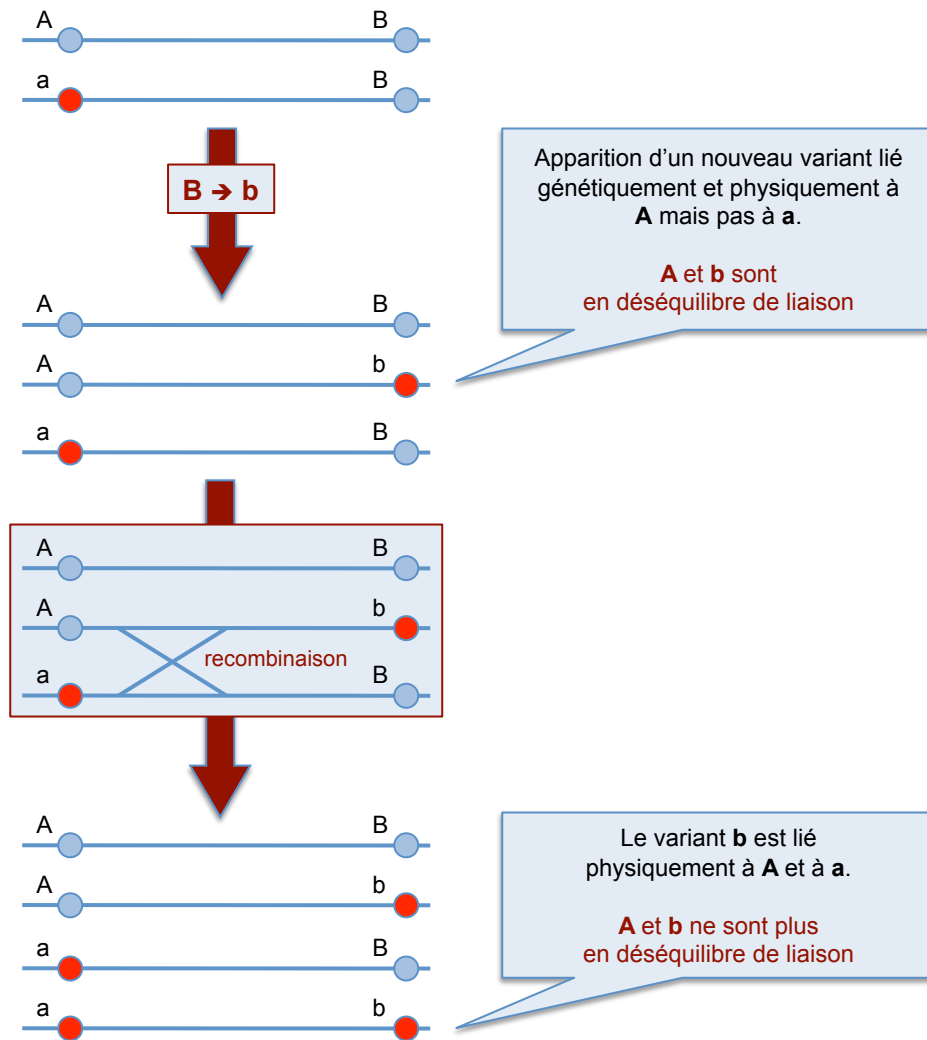 A B
a B
B → b
Apparition d’un nouveau variant lié
génétiquement et physiquement à
A mais pas à a.
A et b sont
en déséquilibre de liaison
A B
A b
a B
A B
A b
recombinaison
a B
A B
A b
a B
a b
Le variant b est lié
physiquement à A et à a.
A et b ne sont plus
en déséquilibre de liaison